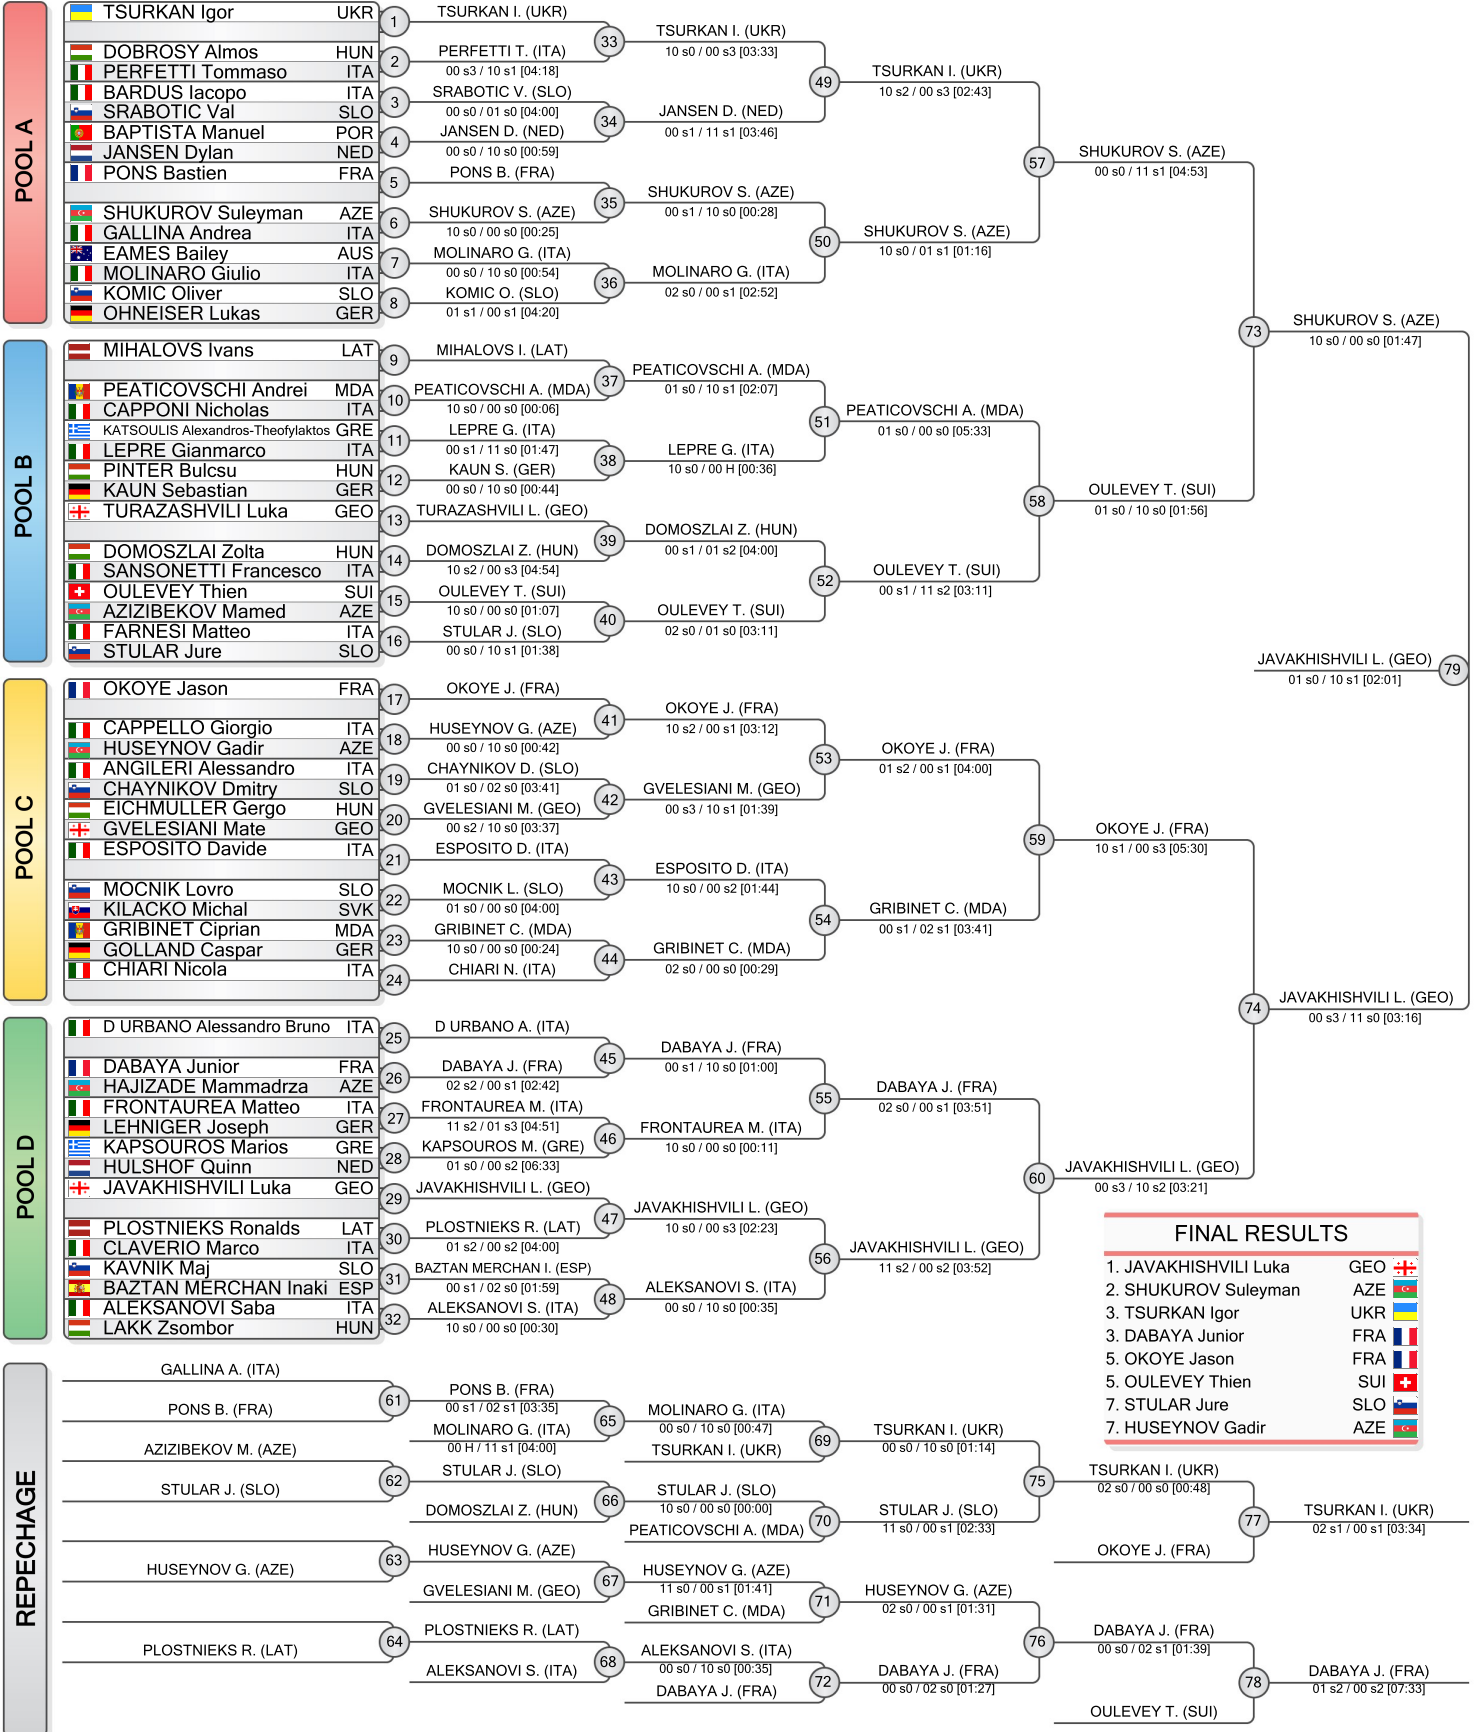 POOL A
TSURKAN Igor UKR
DOBROSY Almos HUN
PERFETTI Tommaso ITA
BARDUS Iacopo ITA
SRABOTIC Val SLO
BAPTISTA Manuel POR
JANSEN Dylan NED
PONS Bastien FRA
SHUKUROV Suleyman AZE
GALLINA Andrea ITA
EAMES Bailey AUS
MOLINARO Giulio ITA
KOMIC Oliver SLO
OHNEISER Lukas GER
1
TSURKAN I. (UKR)
2
PERFETTI T. (ITA)
00 s3 / 10 s1 [04:18]
3
SRABOTIC V. (SLO)
00 s0 / 01 s0 [04:00]
4
JANSEN D. (NED)
00 s0 / 10 s0 [00:59]
5
PONS B. (FRA)
6
SHUKUROV S. (AZE)
10 s0 / 00 s0 [00:25]
7
MOLINARO G. (ITA)
00 s0 / 10 s0 [00:54]
8
KOMIC O. (SLO)
01 s1 / 00 s1 [04:20]
33
TSURKAN I. (UKR)
10 s0 / 00 s3 [03:33]
34
JANSEN D. (NED)
00 s1 / 11 s1 [03:46]
35
SHUKUROV S. (AZE)
00 s1 / 10 s0 [00:28]
36
MOLINARO G. (ITA)
02 s0 / 00 s1 [02:52]
49
TSURKAN I. (UKR)
10 s2 / 00 s3 [02:43]
50
SHUKUROV S. (AZE)
10 s0 / 01 s1 [01:16]
57
SHUKUROV S. (AZE)
00 s0 / 11 s1 [04:53]
POOL B
MIHALOVS Ivans LAT
PEATICOVSCHI Andrei MDA
CAPPONI Nicholas ITA
KATSOULIS Alexandros-Theofylaktos GRE
LEPRE Gianmarco ITA
PINTER Bulcsu HUN
KAUN Sebastian GER
TURAZASHVILI Luka GEO
DOMOSZLAI Zolta HUN
SANSONETTI Francesco ITA
OULEVEY Thien SUI
AZIZIBEKOV Mamed AZE
FARNESI Matteo ITA
STULAR Jure SLO
9
MIHALOVS I. (LAT)
10
PEATICOVSCHI A. (MDA)
10 s0 / 00 s0 [00:06]
11
LEPRE G. (ITA)
00 s1 / 11 s0 [01:47]
12
KAUN S. (GER)
00 s0 / 10 s0 [00:44]
13
TURAZASHVILI L. (GEO)
14
DOMOSZLAI Z. (HUN)
10 s2 / 00 s3 [04:54]
15
OULEVEY T. (SUI)
10 s0 / 00 s0 [01:07]
16
STULAR J. (SLO)
00 s0 / 10 s1 [01:38]
37
PEATICOVSCHI A. (MDA)
01 s0 / 10 s1 [02:07]
38
LEPRE G. (ITA)
10 s0 / 00 H [00:36]
39
DOMOSZLAI Z. (HUN)
00 s1 / 01 s2 [04:00]
40
OULEVEY T. (SUI)
02 s0 / 01 s0 [03:11]
51
PEATICOVSCHI A. (MDA)
01 s0 / 00 s0 [05:33]
52
OULEVEY T. (SUI)
00 s1 / 11 s2 [03:11]
58
OULEVEY T. (SUI)
01 s0 / 10 s0 [01:56]
73
SHUKUROV S. (AZE)
10 s0 / 00 s0 [01:47]
JAVAKHISHVILI L. (GEO)
01 s0 / 10 s1 [02:01]
79
POOL C
OKOYE Jason FRA
CAPPELLO Giorgio ITA
HUSEYNOV Gadir AZE
ANGILERI Alessandro ITA
CHAYNIKOV Dmitry SLO
EICHMULLER Gergo HUN
GVELESIANI Mate GEO
ESPOSITO Davide ITA
MOCNIK Lovro SLO
KILACKO Michal SVK
GRIBINET Ciprian MDA
GOLLAND Caspar GER
CHIARI Nicola ITA
17
OKOYE J. (FRA)
18
HUSEYNOV G. (AZE)
00 s0 / 10 s0 [00:42]
19
CHAYNIKOV D. (SLO)
01 s0 / 02 s0 [03:41]
20
GVELESIANI M. (GEO)
00 s2 / 10 s0 [03:37]
21
ESPOSITO D. (ITA)
22
MOCNIK L. (SLO)
01 s0 / 00 s0 [04:00]
23
GRIBINET C. (MDA)
10 s0 / 00 s0 [00:24]
24
CHIARI N. (ITA)
41
OKOYE J. (FRA)
10 s2 / 00 s1 [03:12]
42
GVELESIANI M. (GEO)
00 s3 / 10 s1 [01:39]
43
ESPOSITO D. (ITA)
10 s0 / 00 s2 [01:44]
44
GRIBINET C. (MDA)
02 s0 / 00 s0 [00:29]
53
OKOYE J. (FRA)
01 s2 / 00 s1 [04:00]
54
GRIBINET C. (MDA)
00 s1 / 02 s1 [03:41]
59
OKOYE J. (FRA)
10 s1 / 00 s3 [05:30]
74
JAVAKHISHVILI L. (GEO)
00 s3 / 11 s0 [03:16]
POOL D
D URBANO Alessandro Bruno ITA
DABAYA Junior FRA
HAJIZADE Mammadrza AZE
FRONTAUREA Matteo ITA
LEHNIGER Joseph GER
KAPSOUROS Marios GRE
HULSHOF Quinn NED
JAVAKHISHVILI Luka GEO
PLOSTNIEKS Ronalds LAT
CLAVERIO Marco ITA
KAVNIK Maj SLO
BAZTAN MERCHAN Inaki ESP
ALEKSANOVI Saba ITA
LAKK Zsombor HUN
25
D URBANO A. (ITA)
26
DABAYA J. (FRA)
02 s2 / 00 s1 [02:42]
27
FRONTAUREA M. (ITA)
11 s2 / 01 s3 [04:51]
28
KAPSOUROS M. (GRE)
01 s0 / 00 s2 [06:33]
29
JAVAKHISHVILI L. (GEO)
30
PLOSTNIEKS R. (LAT)
01 s2 / 00 s2 [04:00]
31
BAZTAN MERCHAN I. (ESP)
00 s1 / 02 s0 [01:59]
32
ALEKSANOVI S. (ITA)
10 s0 / 00 s0 [00:30]
45
DABAYA J. (FRA)
00 s1 / 10 s0 [01:00]
46
FRONTAUREA M. (ITA)
10 s0 / 00 s0 [00:11]
47
JAVAKHISHVILI L. (GEO)
10 s0 / 00 s3 [02:23]
48
ALEKSANOVI S. (ITA)
00 s0 / 10 s0 [00:35]
55
DABAYA J. (FRA)
02 s0 / 00 s1 [03:51]
56
JAVAKHISHVILI L. (GEO)
11 s2 / 00 s2 [03:52]
60
JAVAKHISHVILI L. (GEO)
00 s3 / 10 s2 [03:21]
FINAL RESULTS
1. JAVAKHISHVILI Luka GEO
2. SHUKUROV Suleyman AZE
3. TSURKAN Igor UKR
3. DABAYA Junior FRA
5. OKOYE Jason FRA
5. OULEVEY Thien SUI
7. STULAR Jure SLO
7. HUSEYNOV Gadir AZE
REPECHAGE
GALLINA A. (ITA)
PONS B. (FRA)
AZIZIBEKOV M. (AZE)
STULAR J. (SLO)
HUSEYNOV G. (AZE)
PLOSTNIEKS R. (LAT)
61
PONS B. (FRA)
00 s1 / 02 s1 [03:35]
MOLINARO G. (ITA)
00 H / 11 s1 [04:00]
62
STULAR J. (SLO)
DOMOSZLAI Z. (HUN)
63
HUSEYNOV G. (AZE)
GVELESIANI M. (GEO)
64
PLOSTNIEKS R. (LAT)
ALEKSANOVI S. (ITA)
65
MOLINARO G. (ITA)
00 s0 / 10 s0 [00:47]
TSURKAN I. (UKR)
66
STULAR J. (SLO)
10 s0 / 00 s0 [00:00]
PEATICOVSCHI A. (MDA)
67
HUSEYNOV G. (AZE)
11 s0 / 00 s1 [01:41]
GRIBINET C. (MDA)
68
ALEKSANOVI S. (ITA)
00 s0 / 10 s0 [00:35]
DABAYA J. (FRA)
69
TSURKAN I. (UKR)
00 s0 / 10 s0 [01:14]
70
STULAR J. (SLO)
11 s0 / 00 s1 [02:33]
71
HUSEYNOV G. (AZE)
02 s0 / 00 s1 [01:31]
72
DABAYA J. (FRA)
00 s0 / 02 s0 [01:27]
75
TSURKAN I. (UKR)
02 s0 / 00 s0 [00:48]
OKOYE J. (FRA)
76
DABAYA J. (FRA)
00 s0 / 02 s1 [01:39]
OULEVEY T. (SUI)
77
TSURKAN I. (UKR)
02 s1 / 00 s1 [03:34]
78
DABAYA J. (FRA)
01 s2 / 00 s2 [07:33]